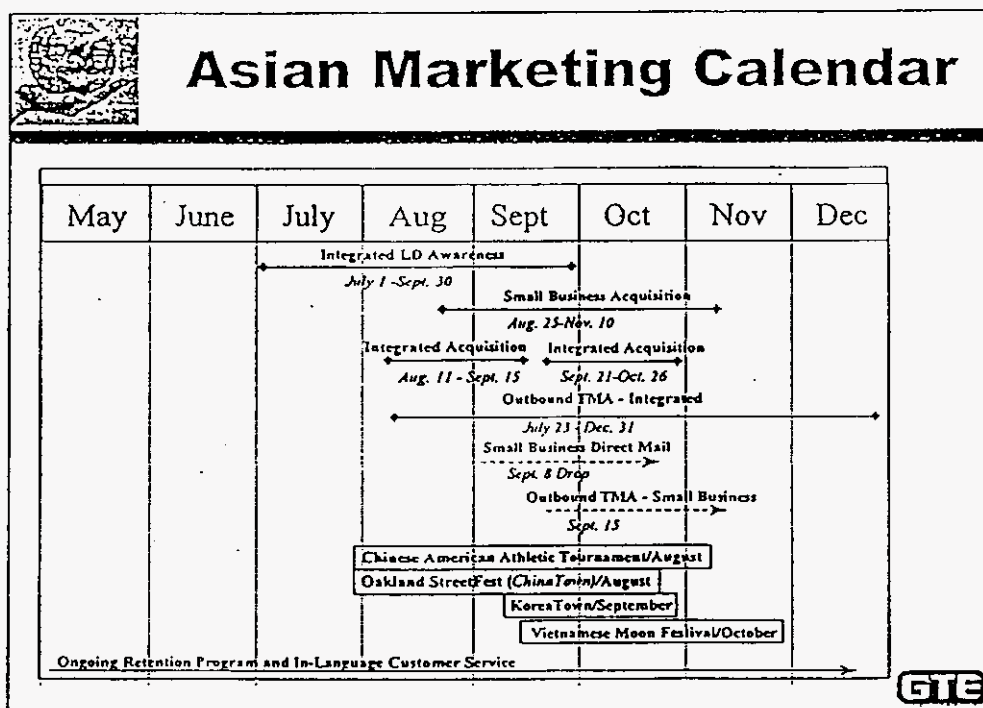 Asian Marketing Calendar
May June July Aug Sept Oct Nov Dec
Integrated LD Awareness
July 1 -Sept. 30
Small Business Acquisition
Aug. 25-Nov. 10
Integrated Acquisition Integrated Acquisition
Aug. 11 - Sept. 15 Sept. 21-Oct. 26
Outbound TMA - Integrated
July 23 - Dec. 31
Small Business Direct Mail
Sept. 8 Drop
Outbound TMA - Small Business
Sept. 15
Chinese American Athletic Tournament/August
Oakland StreetFest (ChinaTown)/August
KoreaTown/September
Vietnamese Moon Festival/October
Ongoing Retention Program and In-Language Customer Service
GTE